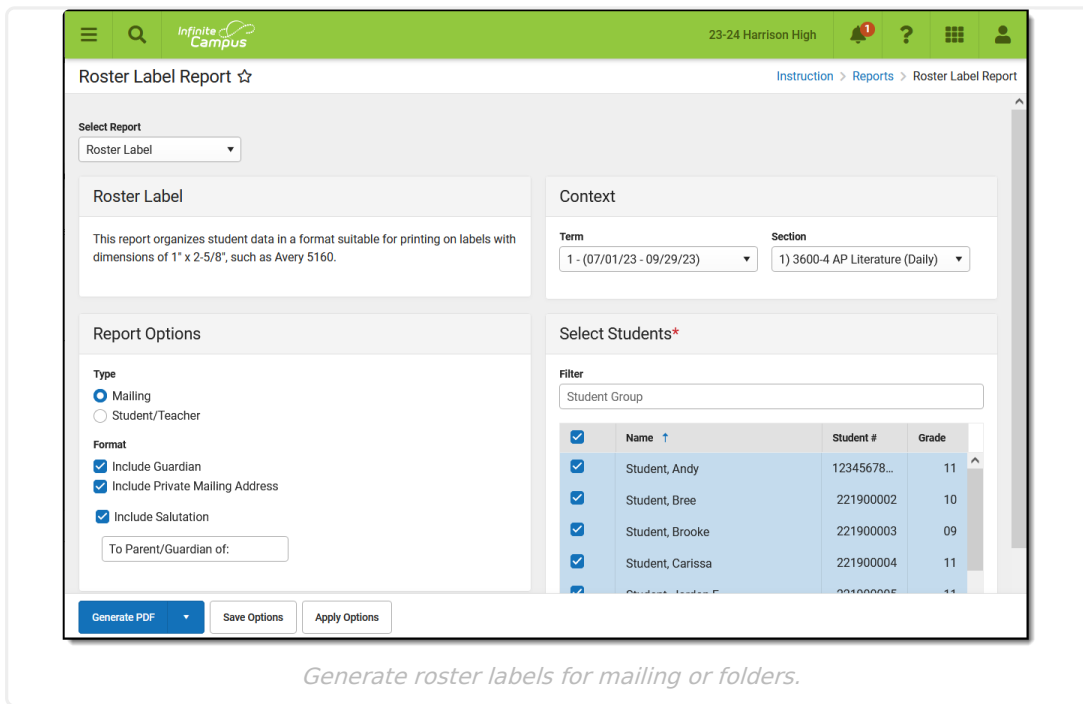 Infinite Campus
23-24 Harrison High
1
?
Roster Label Report
Instruction > Reports > Roster Label Report
Select Report
Roster Label
Roster Label
This report organizes student data in a format suitable for printing on labels with
dimensions of 1" x 2-5/8", such as Avery 5160.
Context
Term
Section
1 - (07/01/23 - 09/29/23)
1) 3600-4 AP Literature (Daily)
Report Options
Type
Mailing
Student/Teacher
Format
Include Guardian
Include Private Mailing Address
Include Salutation
To Parent/Guardian of:
Select Students*
Filter
Student Group
Name ↑ Student # Grade
Student, Andy 12345678... 11
Student, Bree 221900002 10
Student, Brooke 221900003 09
Student, Carissa 221900004 11
Generate PDF
Save Options
Apply Options
Generate roster labels for mailing or folders.